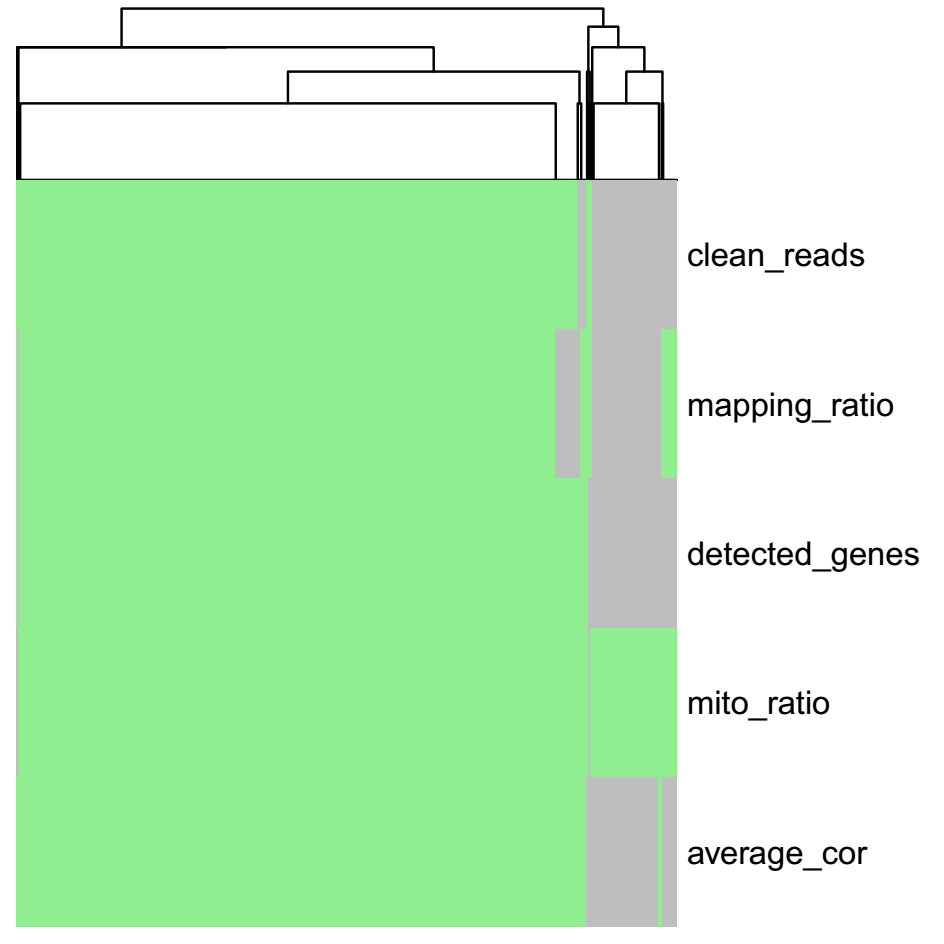 clean_reads
mapping_ratio
detected_genes
mito_ratio
average_cor